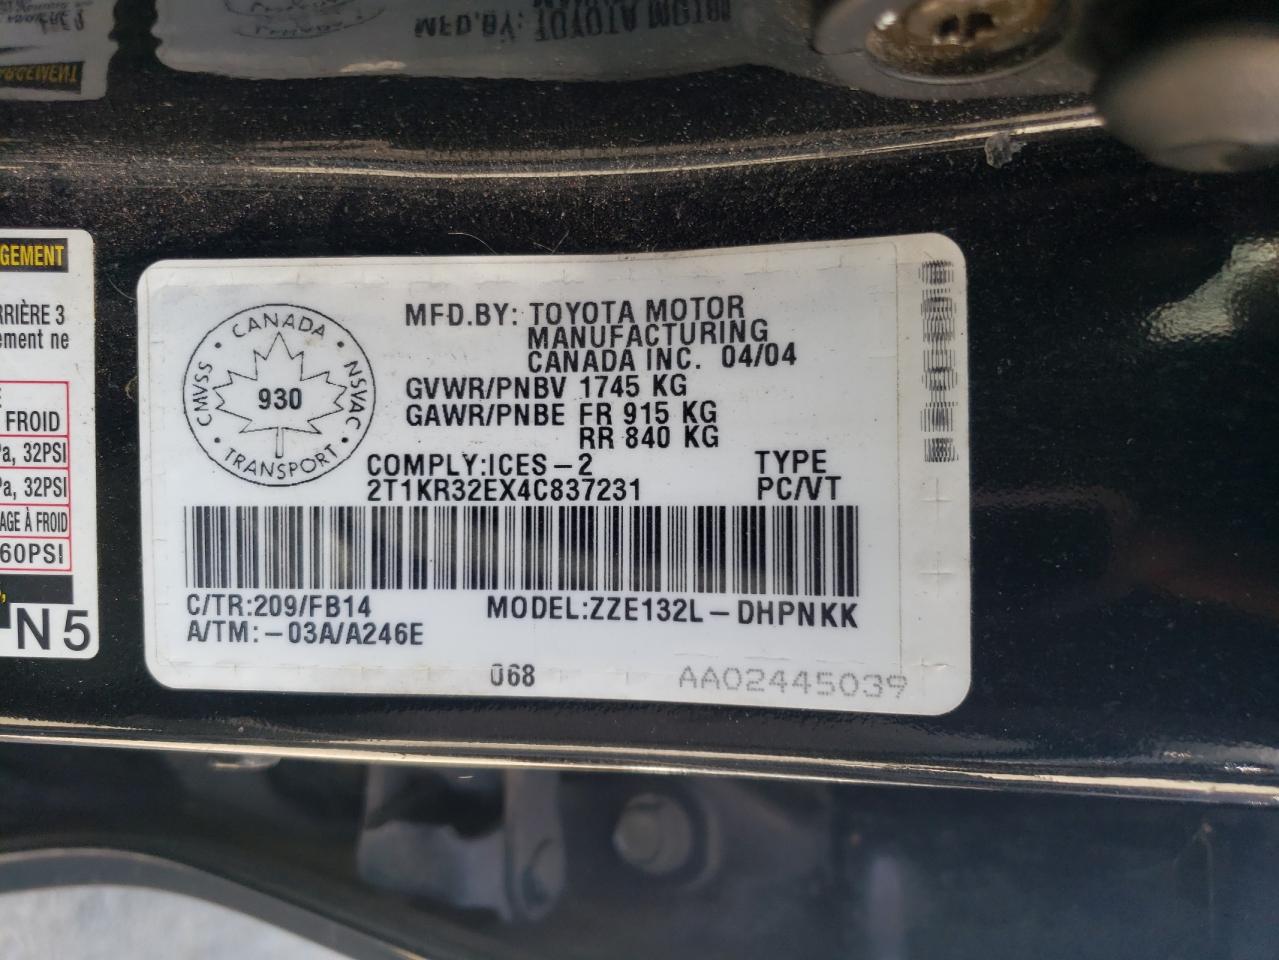 MFD.BY: TOYOTA MOTOR
GEMENT
RRIÈRE 3
ement ne
FROID
Pa, 32PSI
Pa, 32PSI
AGE À FROID
60PSI
N5
MFD.BY: TOYOTA MOTOR
MANUFACTURING
CANADA INC. 04/04
GVWR/PNBV 1745 KG
GAWR/PNBE FR 915 KG
RR 840 KG
CANADA
CMVSS
NSVAC
930
TRANSPORT
COMPLY:ICES-2
TYPE
2T1KR32EX4C837231
PC/VT
C/TR:209/FB14
MODEL:ZZE132L-DHPNKK
A/TM:-03A/A246E
068
AA02445039